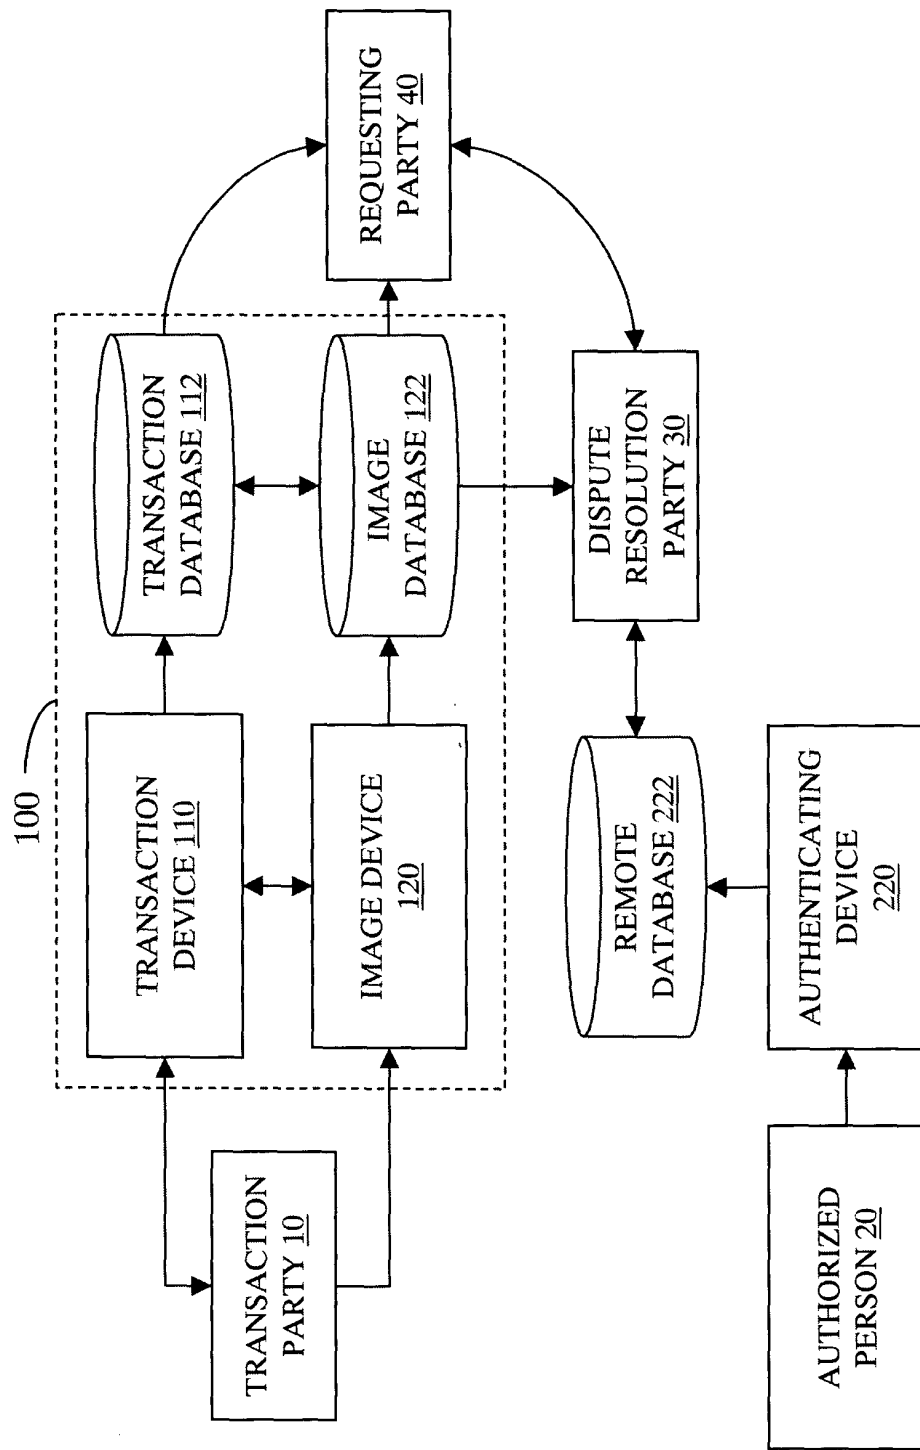 100
TRANSACTION
PARTY 10
TRANSACTION
DEVICE 110
TRANSACTION
DATABASE 112
IMAGE DEVICE
120
IMAGE
DATABASE 122
REQUESTING
PARTY 40
AUTHORIZED
PERSON 20
AUTHENTICATING
DEVICE
220
REMOTE
DATABASE 222
DISPUTE
RESOLUTION
PARTY 30